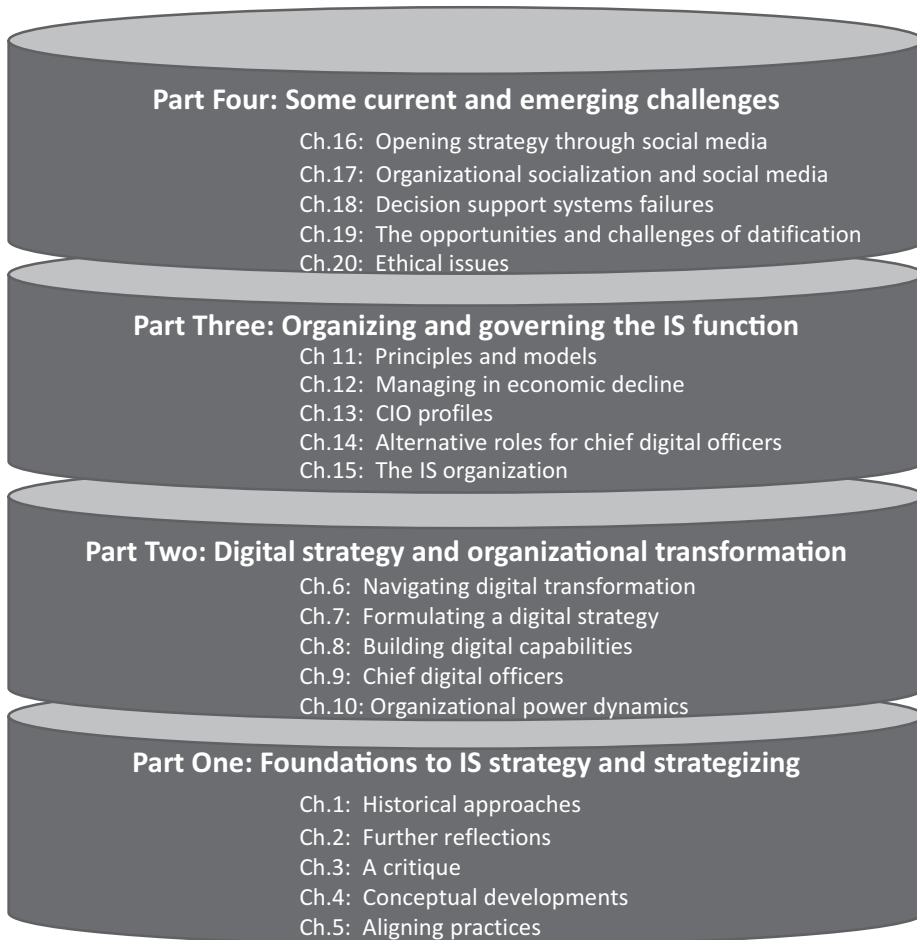 Part Four: Some current and emerging challenges
Ch.16: Opening strategy through social media
Ch.17: Organizational socialization and social media
Ch.18: Decision support systems failures
Ch.19: The opportunities and challenges of datification
Ch.20: Ethical issues
Part Three: Organizing and governing the IS function
Ch 11: Principles and models
Ch.12: Managing in economic decline
Ch.13: CIO profiles
Ch.14: Alternative roles for chief digital officers
Ch.15: The IS organization
Part Two: Digital strategy and organizational transformation
Ch.6: Navigating digital transformation
Ch.7: Formulating a digital strategy
Ch.8: Building digital capabilities
Ch.9: Chief digital officers
Ch.10: Organizational power dynamics
Part One: Foundations to IS strategy and strategizing
Ch.1: Historical approaches
Ch.2: Further reflections
Ch.3: A critique
Ch.4: Conceptual developments
Ch.5: Aligning practices